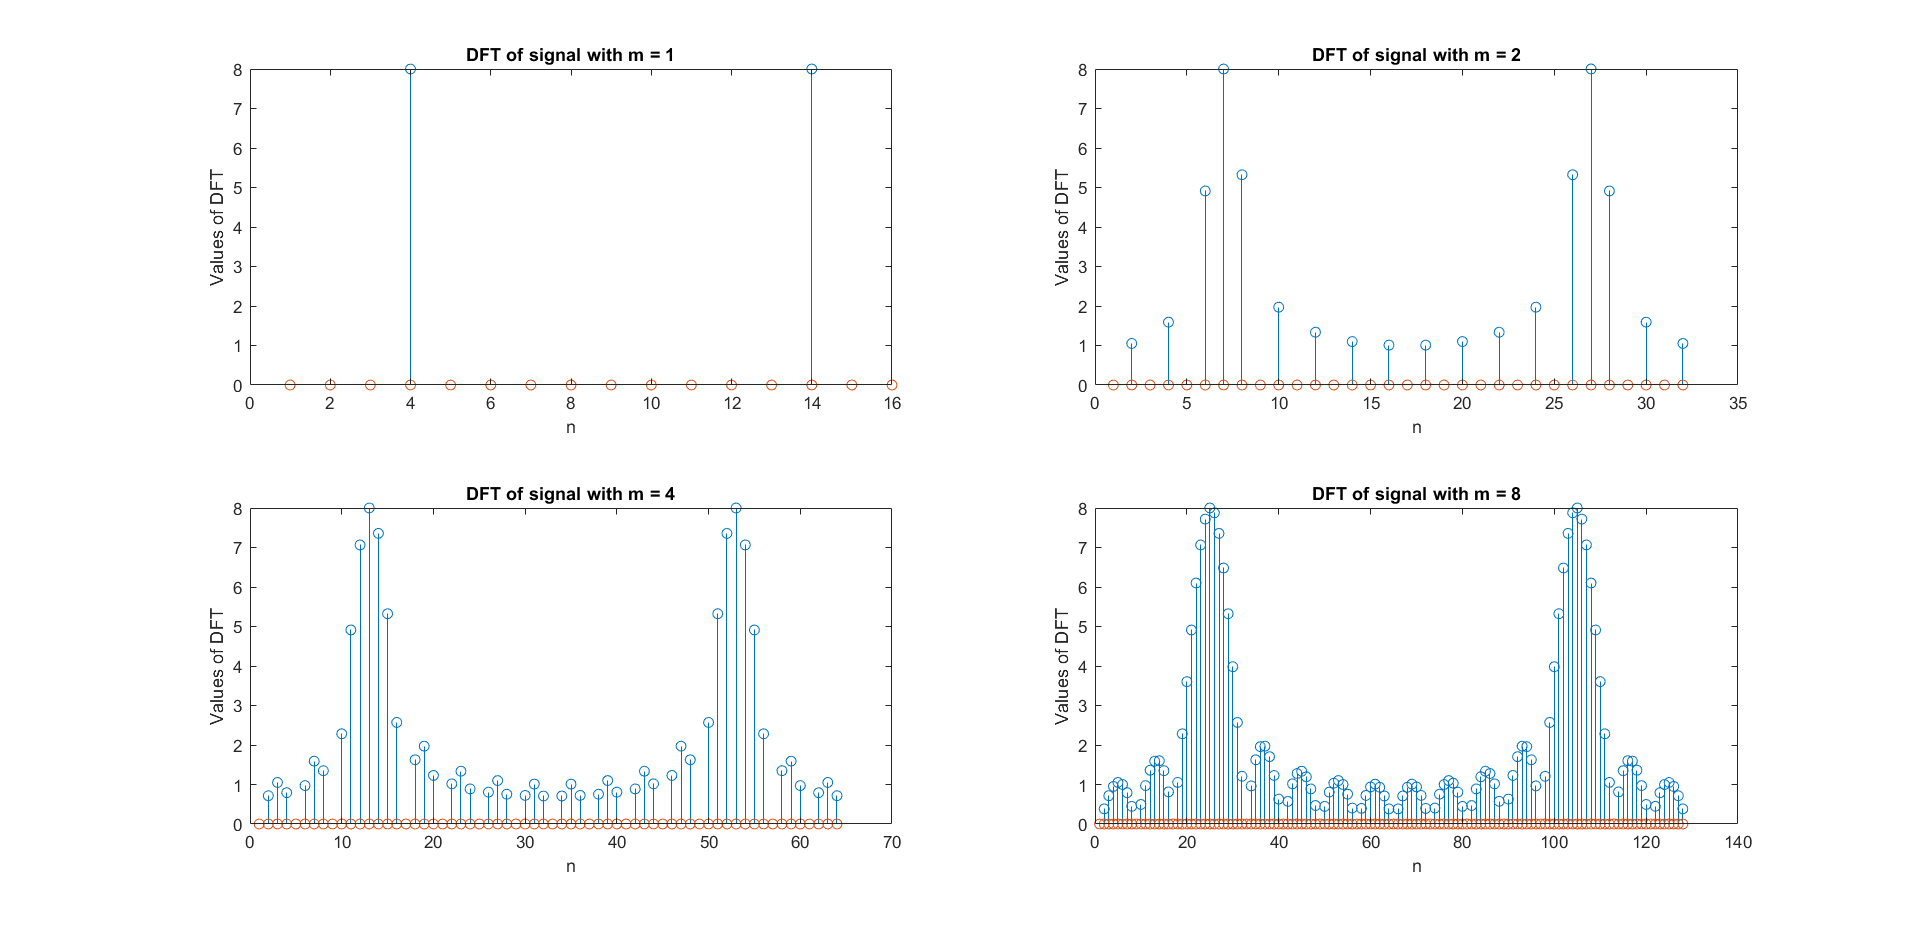 DFT of signal with m = 1
8
7
6
5
4
3
2
1
0
Values of DFT
0 2 4 6 8 10 12 14 16
n
DFT of signal with m = 2
8
7
6
5
4
3
2
1
0
Values of DFT
0 5 10 15 20 25 30 35
n
DFT of signal with m = 4
8
7
6
5
4
3
2
1
0
Values of DFT
0 10 20 30 40 50 60 70
n
DFT of signal with m = 8
8
7
6
5
4
3
2
1
0
Values of DFT
0 20 40 60 80 100 120 140
n